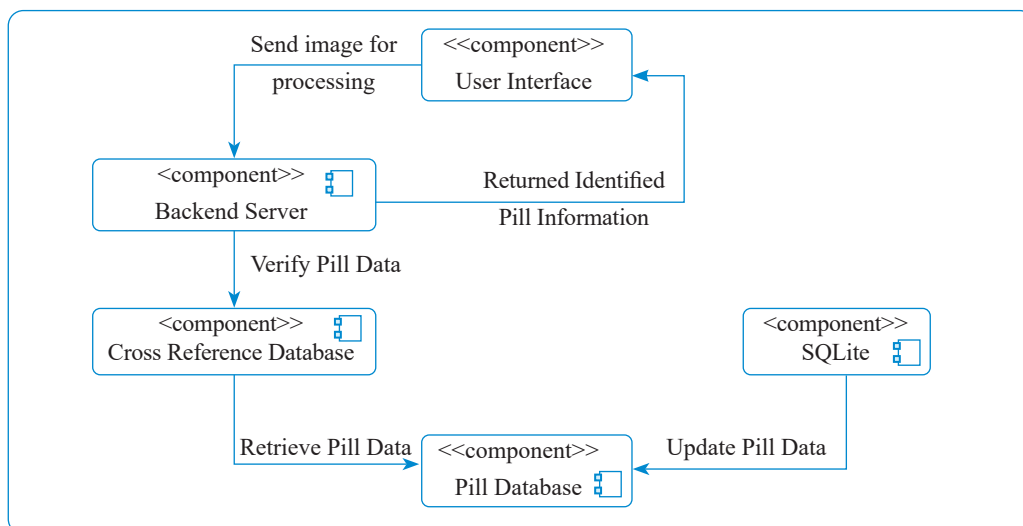 Send image for
processing
<<component>>
User Interface
<component>>
Backend Server
Returned Identified
Pill Information
Verify Pill Data
<component>>
Cross Reference Database
<component>>
SQLite
Retrieve Pill Data
<<component>>
Pill Database
Update Pill Data